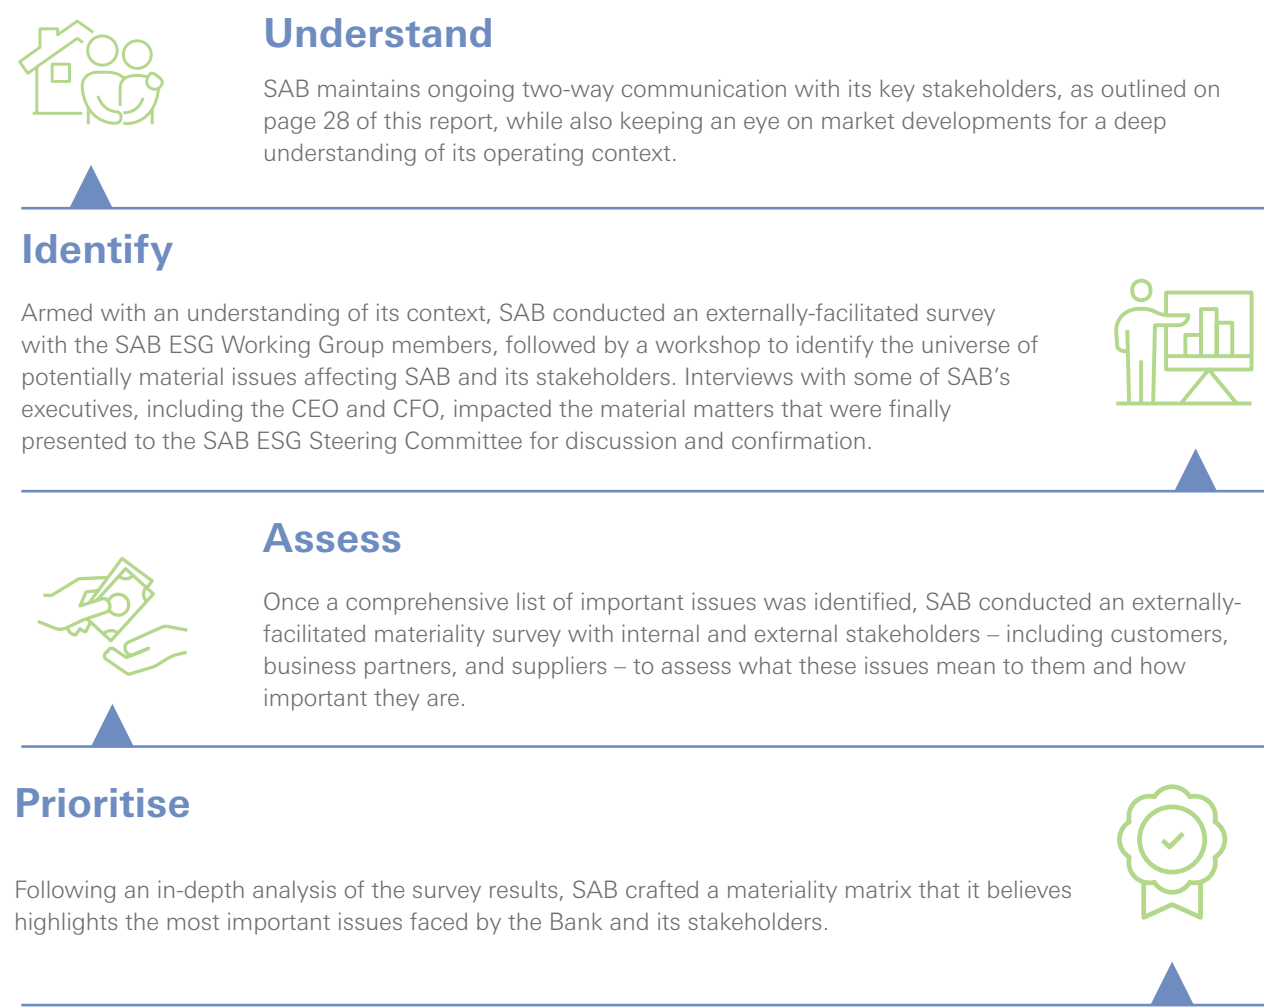 Understand
SAB maintains ongoing two-way communication with its key stakeholders, as outlined on
page 28 of this report, while also keeping an eye on market developments for a deep
understanding of its operating context.
Identify
Armed with an understanding of its context, SAB conducted an externally-facilitated survey
with the SAB ESG Working Group members, followed by a workshop to identify the universe of
potentially material issues affecting SAB and its stakeholders. Interviews with some of SAB’s
executives, including the CEO and CFO, impacted the material matters that were finally
presented to the SAB ESG Steering Committee for discussion and confirmation.
Assess
Once a comprehensive list of important issues was identified, SAB conducted an externally-
facilitated materiality survey with internal and external stakeholders – including customers,
business partners, and suppliers – to assess what these issues mean to them and how
important they are.
Prioritise
Following an in-depth analysis of the survey results, SAB crafted a materiality matrix that it believes
highlights the most important issues faced by the Bank and its stakeholders.